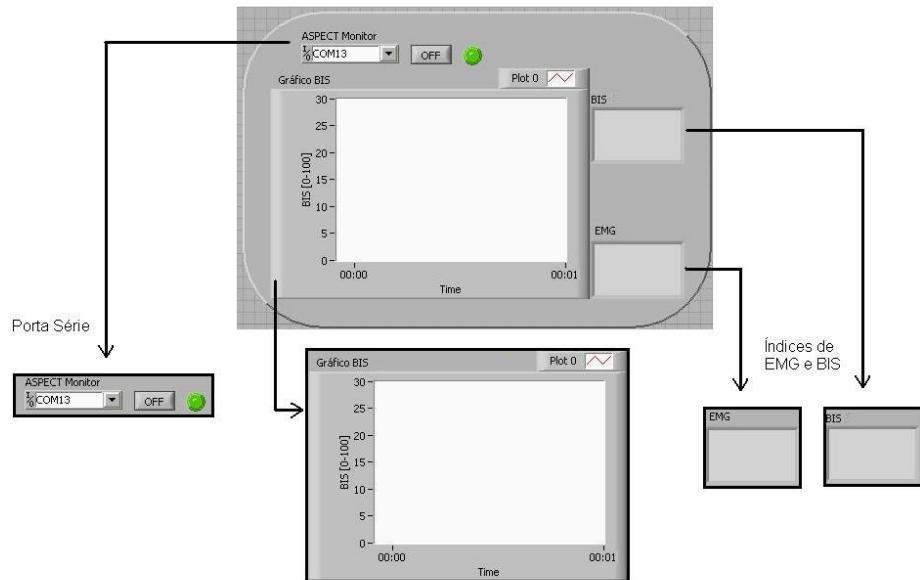 ASPECT Monitor
I/O COM13 OFF
Gráfico BIS
Plot 0
30
25
20
15
10
5
0
BIS [0-100]
00:00
00:01
Time
BIS
EMG
Porta Série
ASPECT Monitor
I/O COM13 OFF
Gráfico BIS
Plot 0
30
25
20
15
10
5
0
BIS [0-100]
00:00
00:01
Time
Índices de
EMG e BIS
EMG
BIS